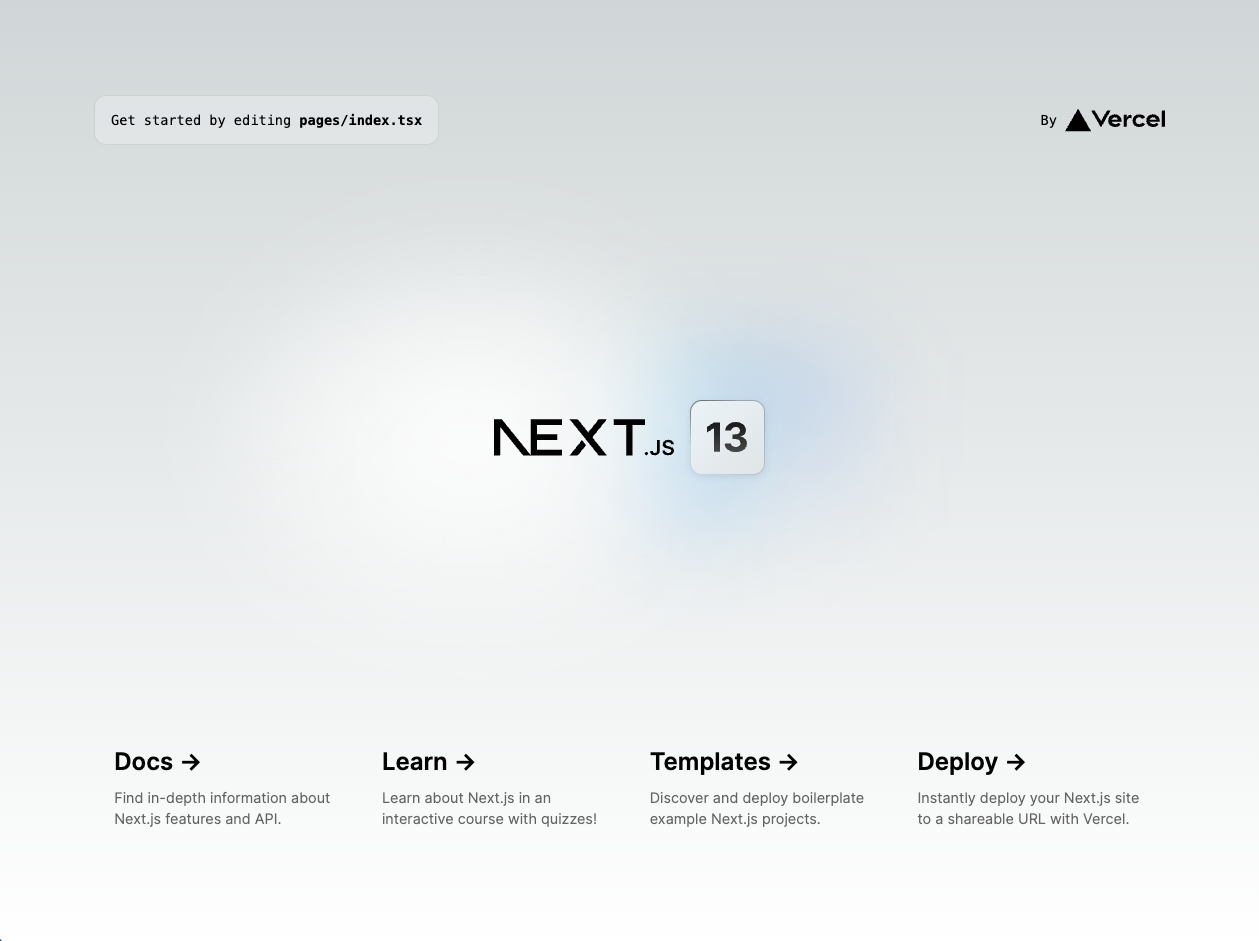 Get started by editing pages/index.tsx
By Vercel
NEXT.JS 13
Docs →
Find in-depth information about
Next.js features and API.
Learn →
Learn about Next.js in an
interactive course with quizzes!
Templates →
Discover and deploy boilerplate
example Next.js projects.
Deploy →
Instantly deploy your Next.js site
to a shareable URL with Vercel.